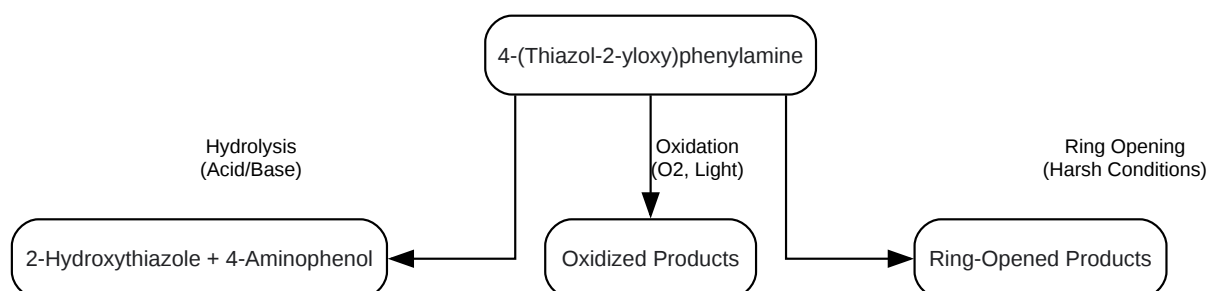 4-(Thiazol-2-yloxy)phenylamine
Hydrolysis
(Acid/Base)
Oxidation
(O2, Light)
Ring Opening
(Harsh Conditions)
2-Hydroxythiazole + 4-Aminophenol
Oxidized Products
Ring-Opened Products